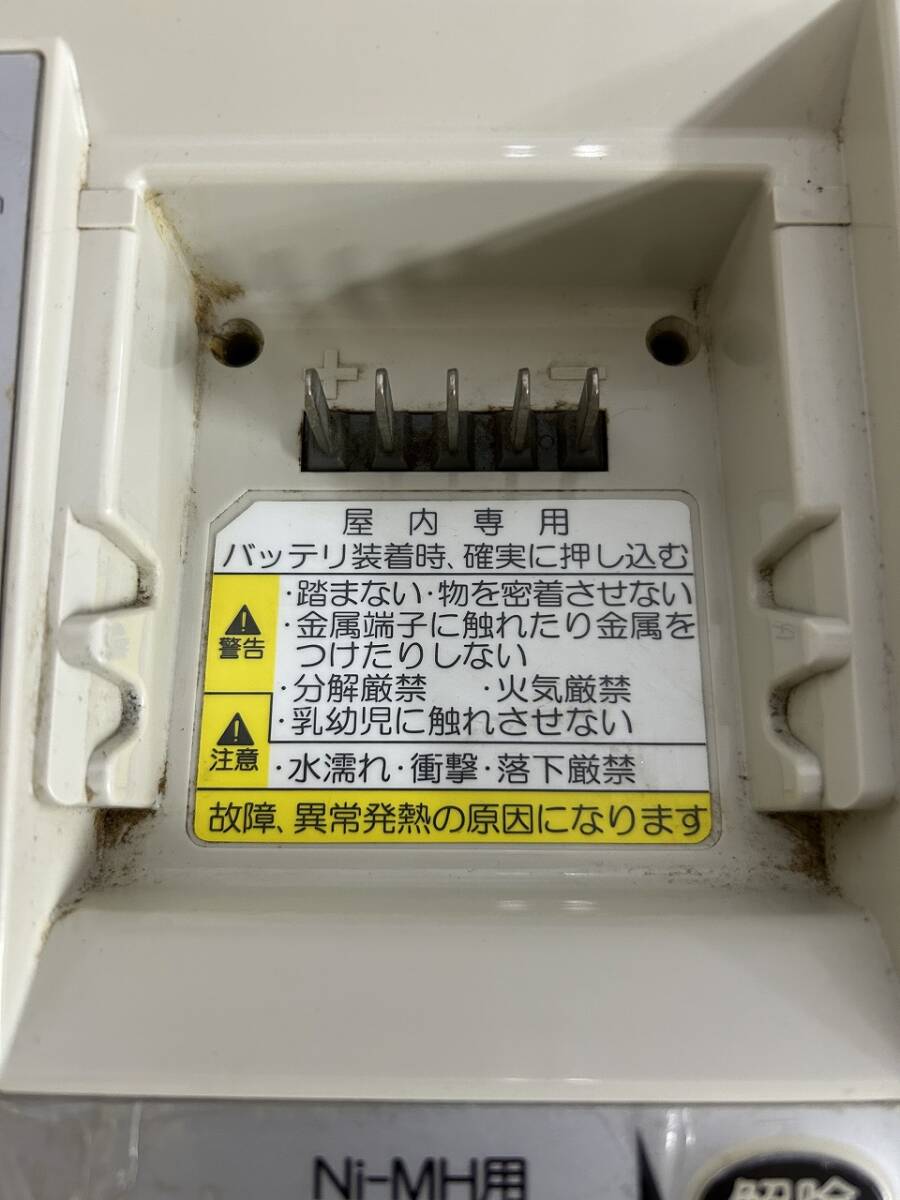 + −
屋内専用
バッテリ装着時、確実に押し込む
警告
・踏まない・物を密着させない
・金属端子に触れたり金属を
つけたりしない
・分解厳禁 ・火気厳禁
・乳幼児に触れさせない
注意
・水濡れ・衝撃・落下厳禁
故障、異常発熱の原因になります
Ni-MH用